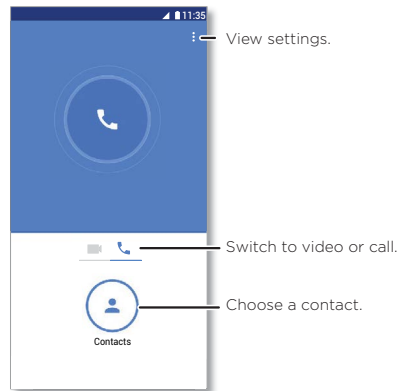 11:35
View settings.
Switch to video or call.
Choose a contact.
Contacts